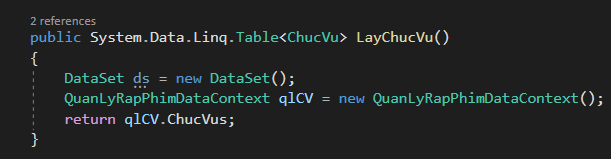 2 references
public System.Data.Linq.Table<ChucVu> LayChucVu()
{
DataSet ds = new DataSet();
QuanLyRapPhimDataContext qlCV = new QuanLyRapPhimDataContext();
return qlCV.ChucVus;
}